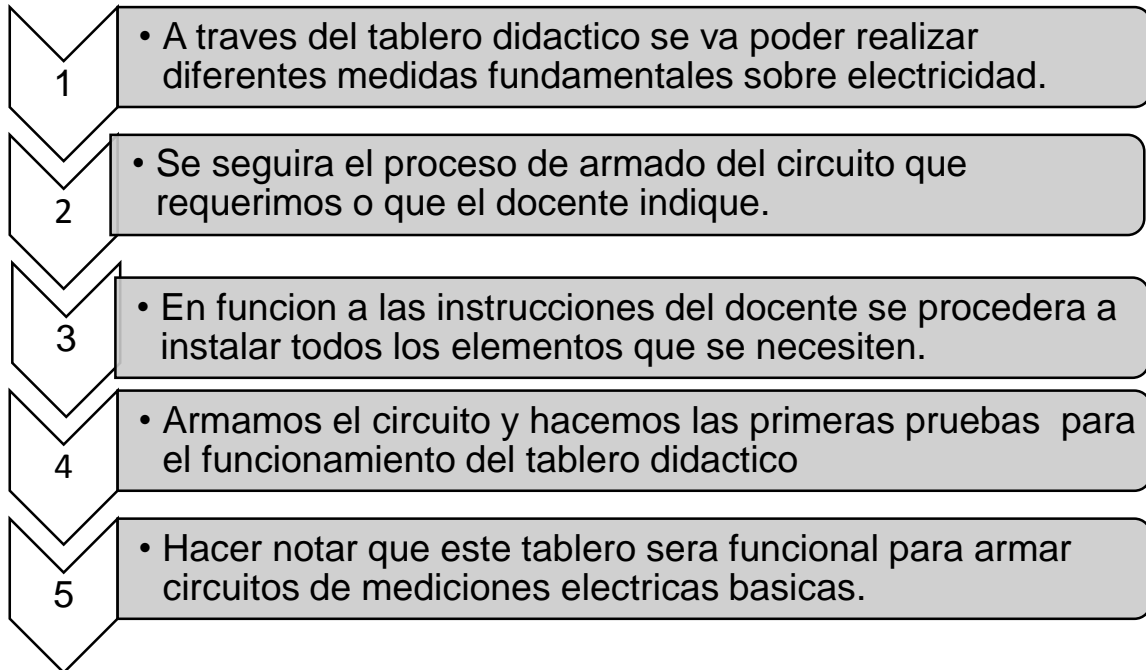 1
• A traves del tablero didactico se va poder realizar
diferentes medidas fundamentales sobre electricidad.
2
• Se seguira el proceso de armado del circuito que
requerimos o que el docente indique.
3
• En funcion a las instrucciones del docente se procedera a
instalar todos los elementos que se necesiten.
4
• Armamos el circuito y hacemos las primeras pruebas para
el funcionamiento del tablero didactico
5
• Hacer notar que este tablero sera funcional para armar
circuitos de mediciones electricas basicas.